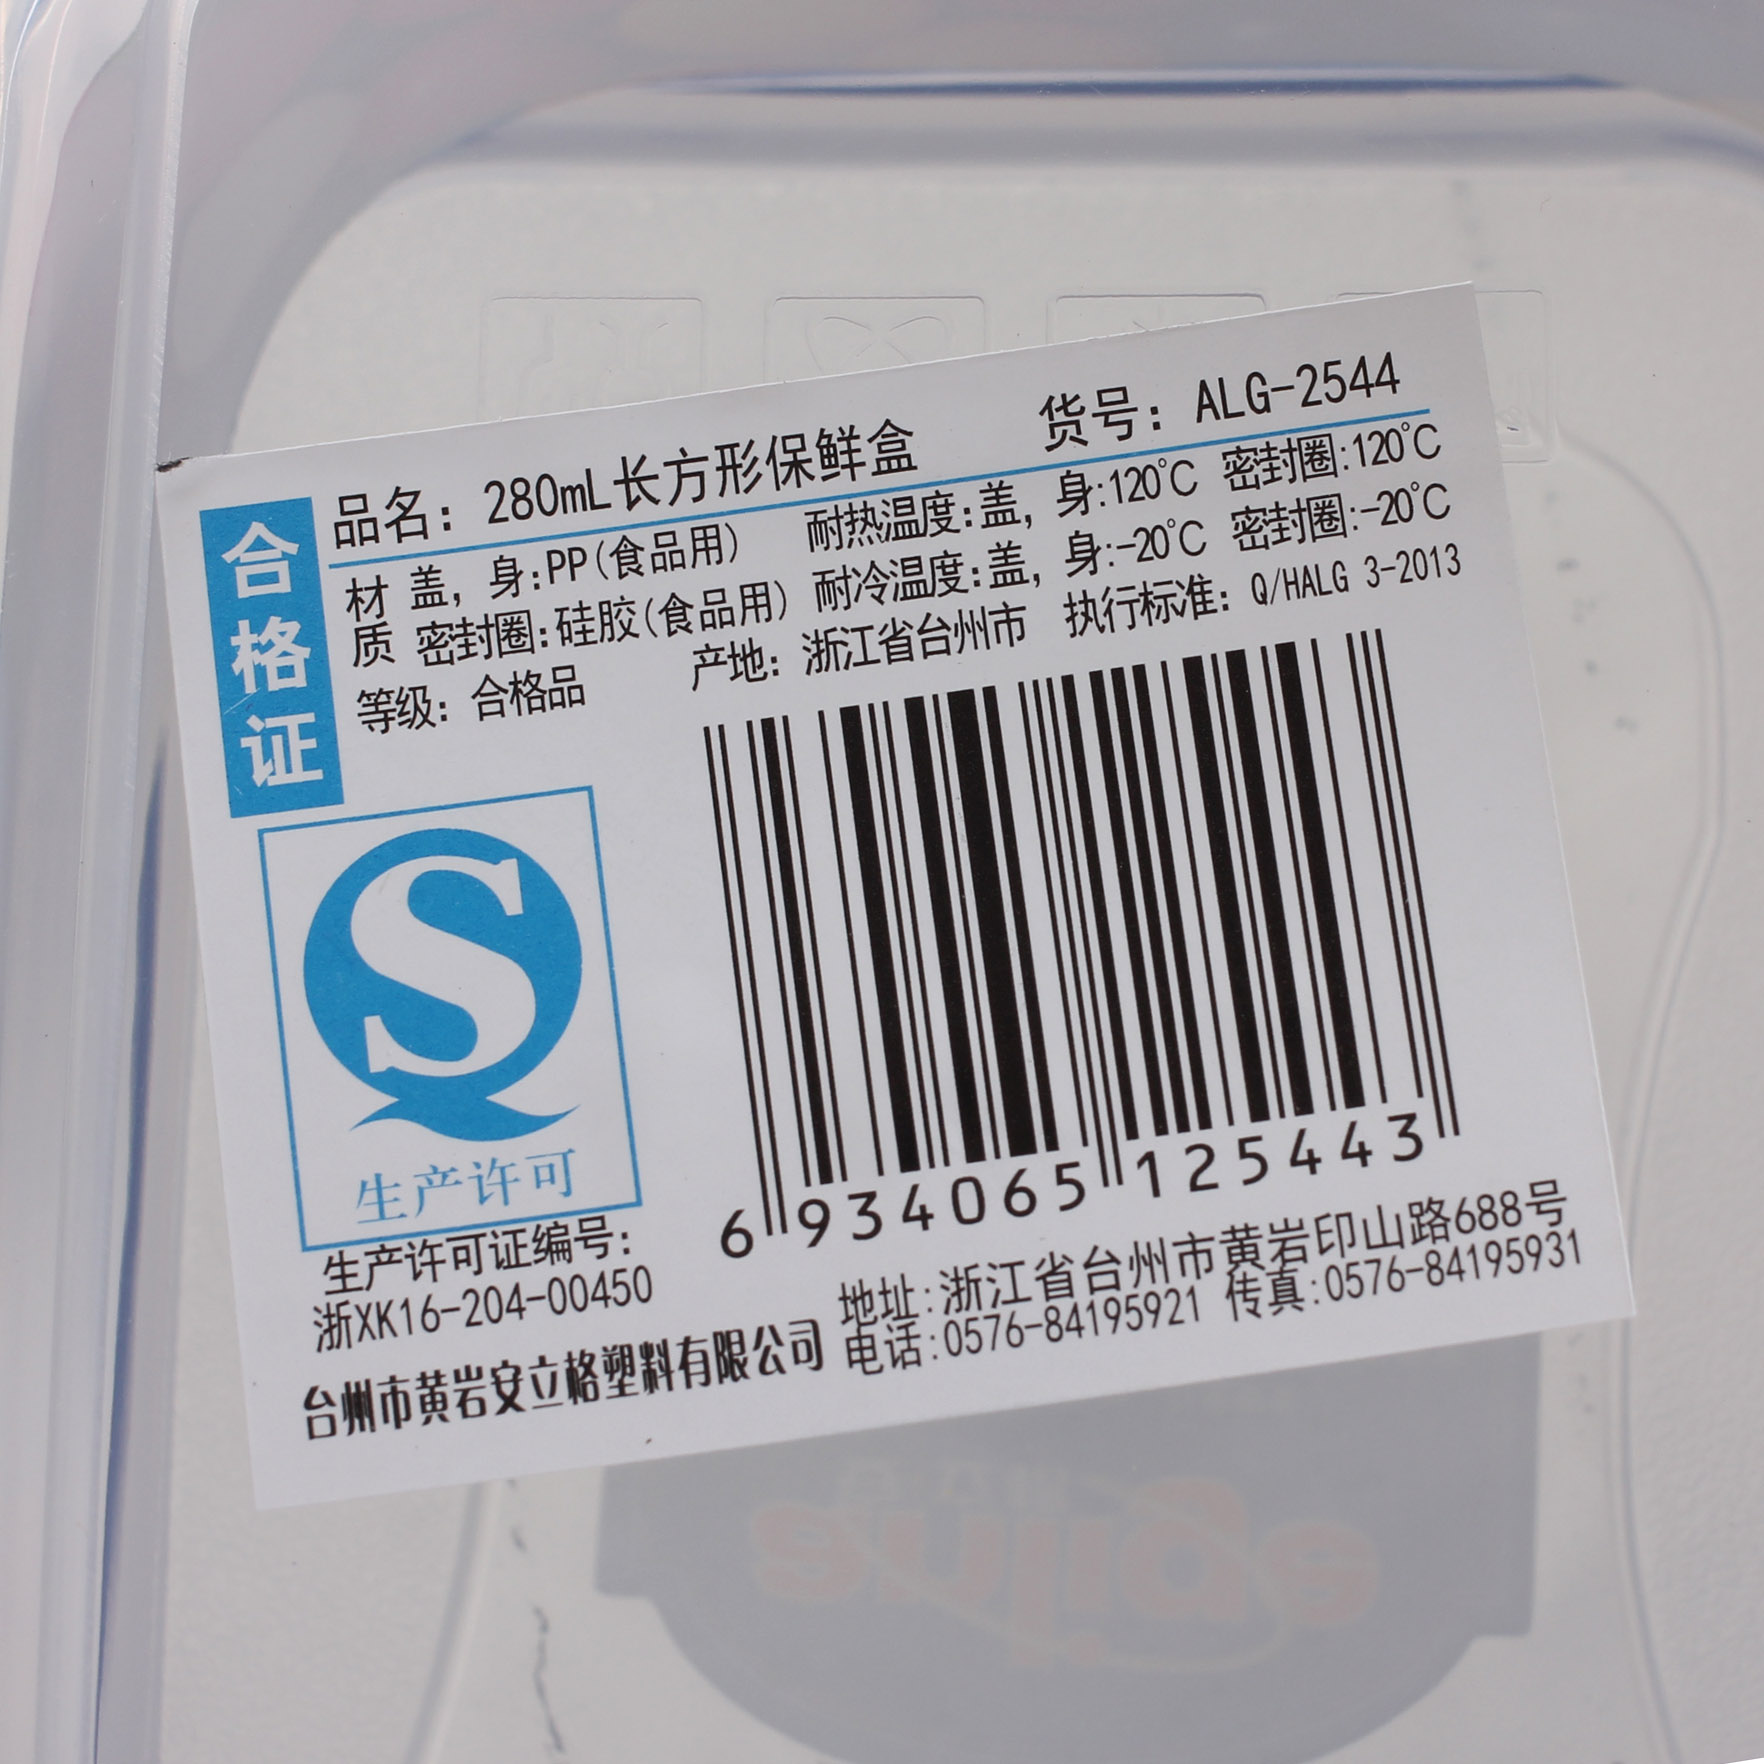 合格证
品名：280mL长方形保鲜盒 货号：ALG-2544
材质 盖，身:PP(食品用) 耐热温度:盖，身:120℃ 密封圈:120℃
密封圈:硅胶(食品用) 耐冷温度:盖，身:-20℃ 密封圈:-20℃
等级：合格品 产地：浙江省台州市 执行标准：Q/HALG 3-2013
QS
生产许可
生产许可证编号：
浙XK16-204-00450
6 934065 125443
台州市黄岩安立格塑料有限公司
地址:浙江省台州市黄岩印山路688号
电话:0576-84195921 传真:0576-84195931